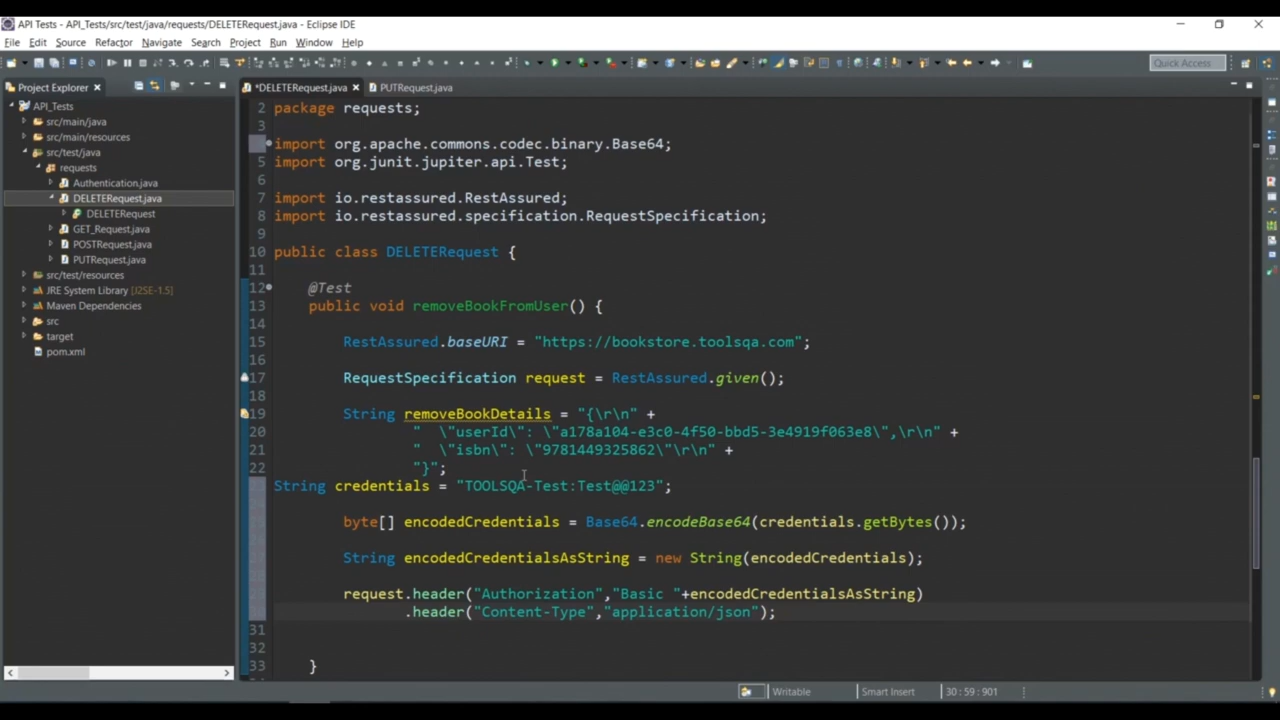 API Tests - API_Tests/src/test/java/requests/DELETERequest.java - Eclipse IDE
File Edit Source Refactor Navigate Search Project Run Window Help
Quick Access
Project Explorer
*DELETERequest.java
PUTRequest.java
API_Tests
src/main/java
src/main/resources
src/test/java
requests
Authentication.java
DELETERequest.java
DELETERequest
GET_Request.java
POSTRequest.java
PUTRequest.java
src/test/resources
JRE System Library [J2SE-1.5]
Maven Dependencies
src
target
pom.xml
2 package requests;
3
import org.apache.commons.codec.binary.Base64;
5 import org.junit.jupiter.api.Test;
6
7 import io.restassured.RestAssured;
8 import io.restassured.specification.RequestSpecification;
9
10 public class DELETERequest {
11
12 @Test
13 public void removeBookFromUser() {
14
15 RestAssured.baseURI = "https://bookstore.toolsqa.com";
16
17 RequestSpecification request = RestAssured.given();
18
19 String removeBookDetails = "{\r\n" +
20 "  \"userId\": \"a178a104-e3c0-4f50-bbd5-3e4919f063e8\",\r\n" +
21 "  \"isbn\": \"9781449325862\"\r\n" +
22 "}";
String credentials = "TOOLSQA-Test:Test@@123";
byte[] encodedCredentials = Base64.encodeBase64(credentials.getBytes());
String encodedCredentialsAsString = new String(encodedCredentials);
request.header("Authorization","Basic "+encodedCredentialsAsString)
.header("Content-Type","application/json");
31
32
33 }
Writable
Smart Insert
30 : 59 : 901